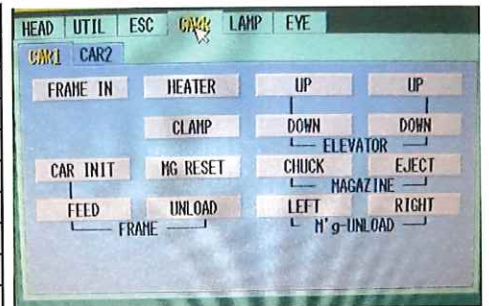 HEAD UTIL ESC CARR LAMP EYE
CAR1 CAR2
FRAME IN HEATER UP UP
CLAMP DOWN DOWN
ELEVATOR
CAR INIT MG RESET CHUCK EJECT
MAGAZINE
FEED UNLOAD LEFT RIGHT
FRAME M'g-UNLOAD